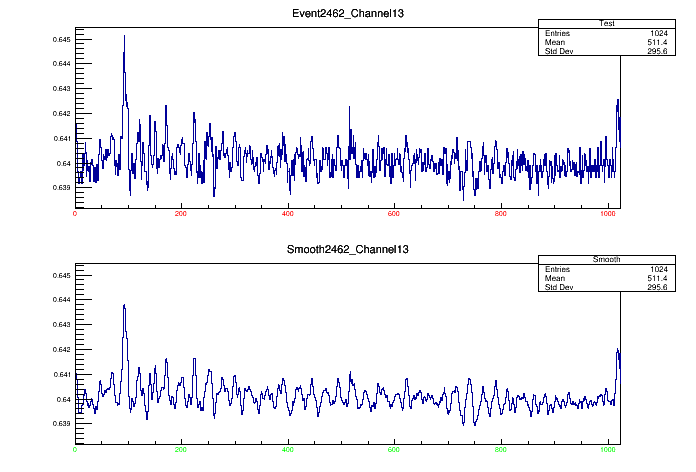 Event2462_Channel13
Test
Entries 1024
Mean 511.4
Std Dev 295.6
0.645
0.644
0.643
0.642
0.641
0.64
0.639
0 200 400 600 800 1000
Smooth2462_Channel13
Smooth
Entries 1024
Mean 511.4
Std Dev 295.6
0.645
0.644
0.643
0.642
0.641
0.64
0.639
0 200 400 600 800 1000